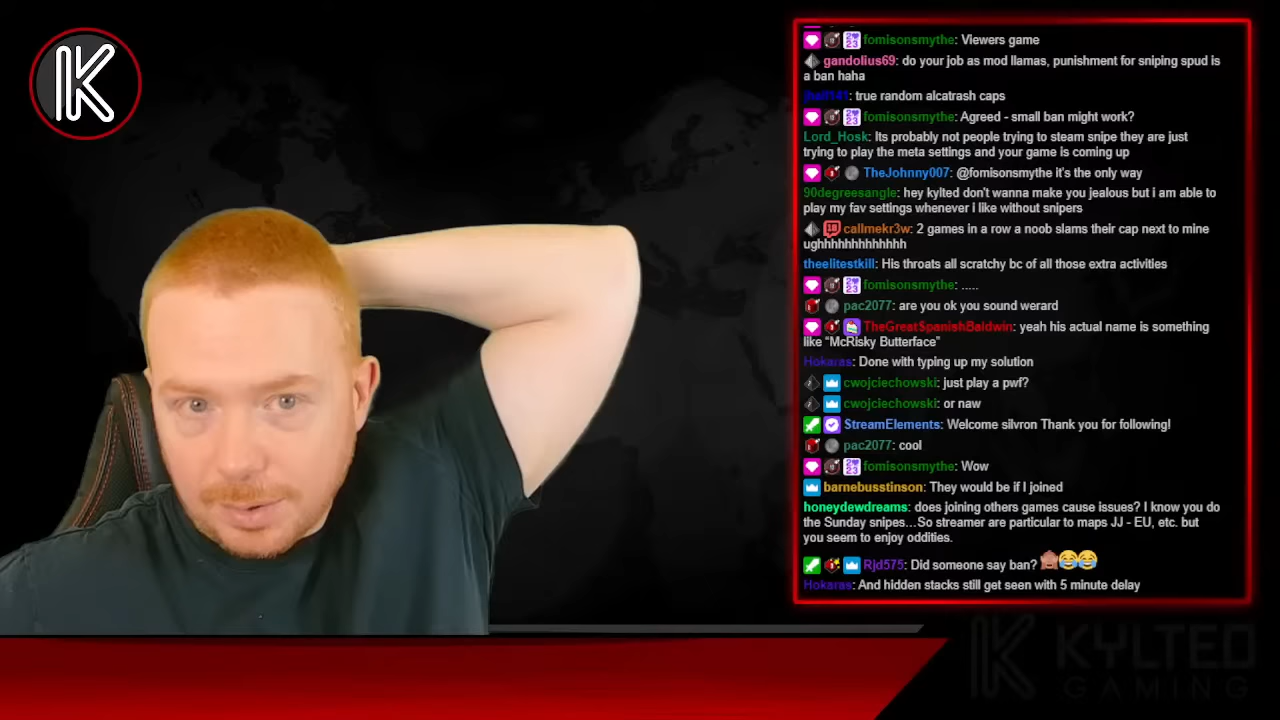 K
fomisonsmythe: Viewers game
gandolius69: do your job as mod llamas, punishment for sniping spud is
a ban haha
: true random alcatrash caps
fomisonsmythe: Agreed - small ban might work?
Lord_Hosk: Its probably not people trying to steam snipe they are just
trying to play the meta settings and your game is coming up
TheJohnny007: @fomisonsmythe It's the only way
90degreesangle: hey kylted don't wanna make you jealous but i am able to
play my fav settings whenever i like without snipers
callmekr3w: 2 games in a row a noob slams their cap next to mine
ughhhhhhhhhhhhh
theelitestkill: His throats all scratchy bc of all those extra activities
fomisonsmythe: .....
pac2077: are you ok you sound werard
TheGreatSpanishBaldwin: yeah his actual name is something
like “McRisky Butterface”
Hokaras: Done with typing up my solution
cwojciechowski: just play a pwf?
cwojciechowski: or naw
StreamElements: Welcome silvron Thank you for following!
pac2077: cool
fomisonsmythe: Wow
barnebusstinson: They would be if I joined
honeydewdreams: does joining others games cause issues? I know you do
the Sunday snipes...So streamer are particular to maps JJ - EU, etc. but
you seem to enjoy oddities.
Rjd575: Did someone say ban? 🙈😂😂
Hokaras: And hidden stacks still get seen with 5 minute delay
K KYLTED
GAMING